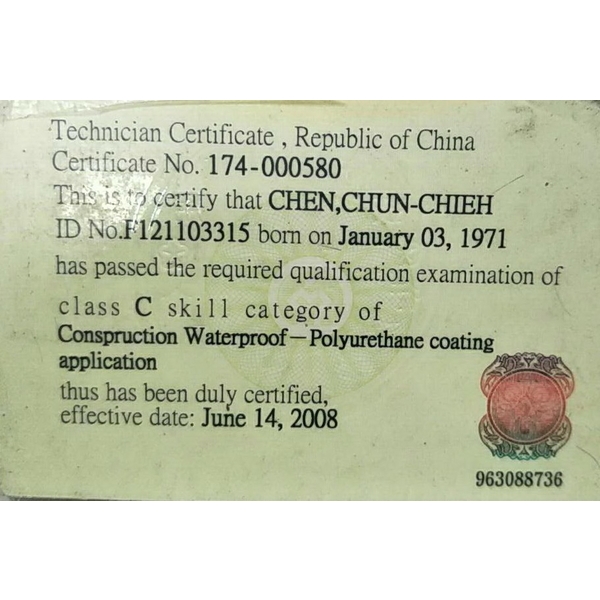 Technician Certificate , Republic of China
Certificate No. 174-000580
This is to certify that CHEN,CHUN-CHIEH
ID No.F121103315 born on January 03, 1971
has passed the required qualification examination of
class C skill category of
Conspruction Waterproof－Polyurethane coating
application
thus has been duly certified,
effective date: June 14, 2008
963088736